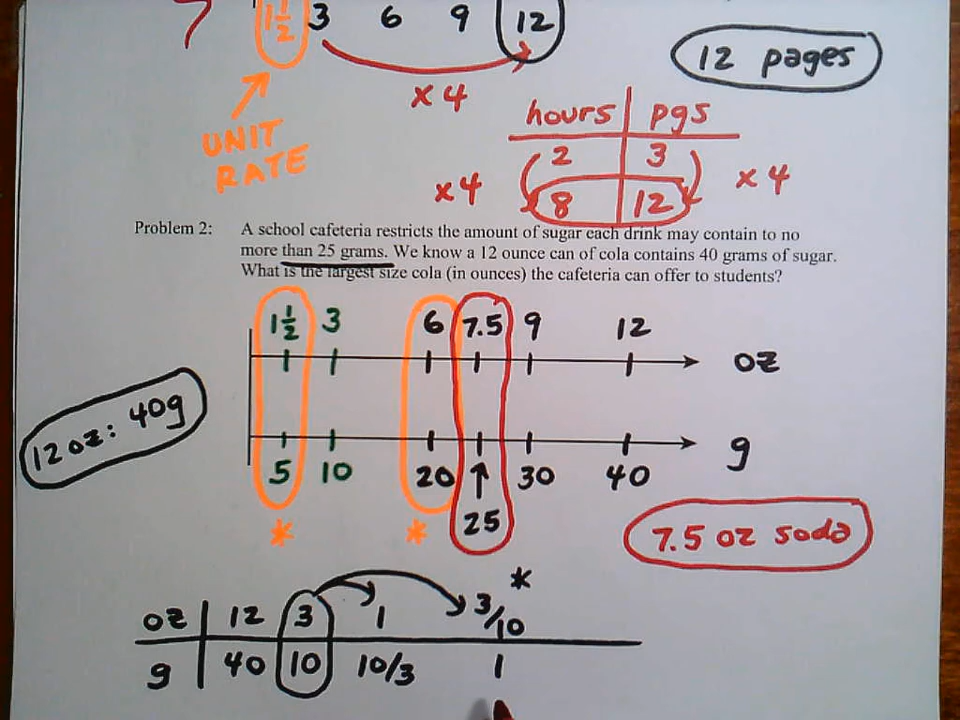 7 1 1/2 3 6 9 12
12 pages
x 4
UNIT
RATE
hours pgs
2 3
8 12
x 4 x 4
Problem 2: A school cafeteria restricts the amount of sugar each drink may contain to no
more than 25 grams. We know a 12 ounce can of cola contains 40 grams of sugar.
What is the largest size cola (in ounces) the cafeteria can offer to students?
1 1/2 3 6 7.5 9 12
oz
12 oz: 40g
g
5 10 20 30 40
25
* *
7.5 oz soda
*
oz 12 3 1 3/10
g 40 10 10/3 1